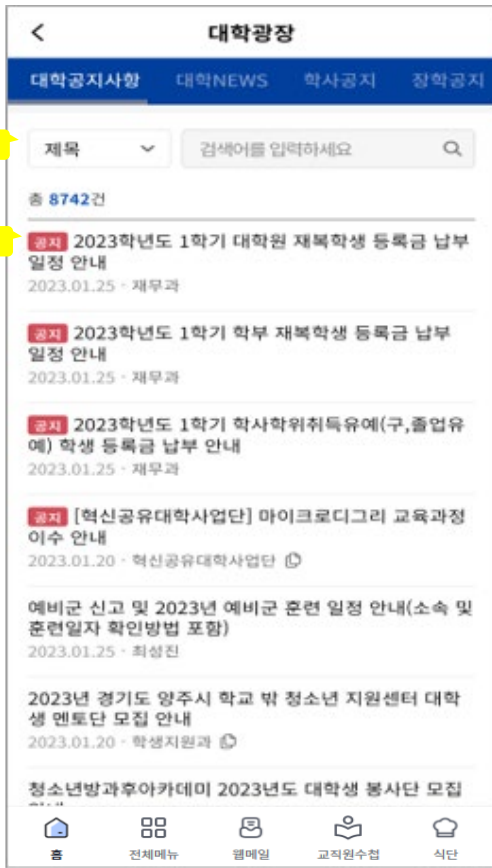 대학광장
대학공지사항 대학NEWS 학사공지 장학공지
제목 검색어를 입력하세요
총 8742건
공지 2023학년도 1학기 대학원 재복학생 등록금 납부
일정 안내
2023.01.25 · 재무과
공지 2023학년도 1학기 학부 재복학생 등록금 납부
일정 안내
2023.01.25 · 재무과
공지 2023학년도 1학기 학사학위취득유예(구,졸업유
예) 학생 등록금 납부 안내
2023.01.25 · 재무과
공지 [혁신공유대학사업단] 마이크로디그리 교육과정
이수 안내
2023.01.20 · 혁신공유대학사업단
예비군 신고 및 2023년 예비군 훈련 일정 안내(소속 및
훈련일자 확인방법 포함)
2023.01.25 · 최성진
2023년 경기도 양주시 학교 밖 청소년 지원센터 대학
생 멘토단 모집 안내
2023.01.20 · 학생지원과
청소년방과후아카데미 2023년도 대학생 봉사단 모집
홈 전체메뉴 웹메일 교직원수첩 식단